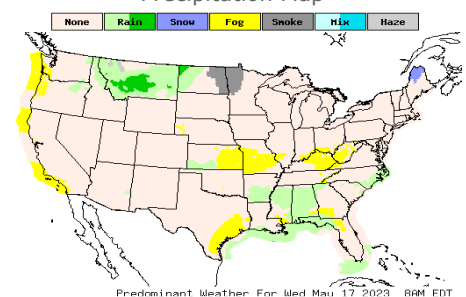 Precipitation Map
None Rain Snow Fog Smoke Mix Haze
Predominant Weather For Wed May 17 2023 8AM EDT